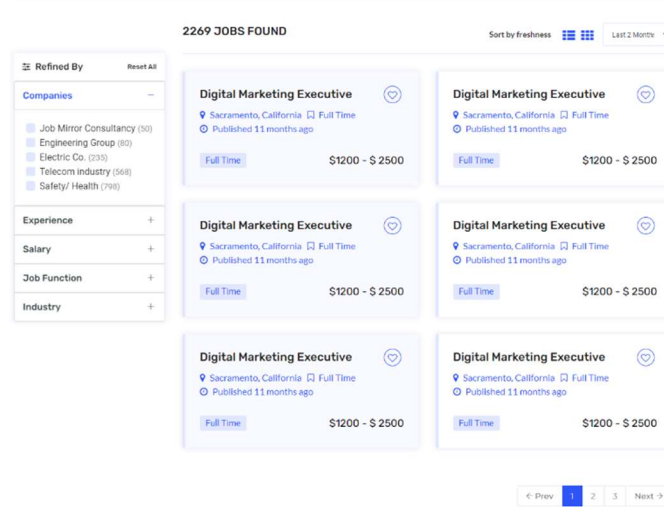 2269 JOBS FOUND
Sort by freshness
Last 2 Months
Refined By
Reset All
Companies
Job Mirror Consultancy (50)
Engineering Group (80)
Electric Co. (235)
Telecom industry (568)
Safety/ Health (798)
Experience
Salary
Job Function
Industry
Digital Marketing Executive
Sacramento, California Full Time
Published 11 months ago
Full Time $1200 - $ 2500
Digital Marketing Executive
Sacramento, California Full Time
Published 11 months ago
Full Time $1200 - $ 2500
Digital Marketing Executive
Sacramento, California Full Time
Published 11 months ago
Full Time $1200 - $ 2500
Digital Marketing Executive
Sacramento, California Full Time
Published 11 months ago
Full Time $1200 - $ 2500
Digital Marketing Executive
Sacramento, California Full Time
Published 11 months ago
Full Time $1200 - $ 2500
Digital Marketing Executive
Sacramento, California Full Time
Published 11 months ago
Full Time $1200 - $ 2500
← Prev 1 2 3 Next →